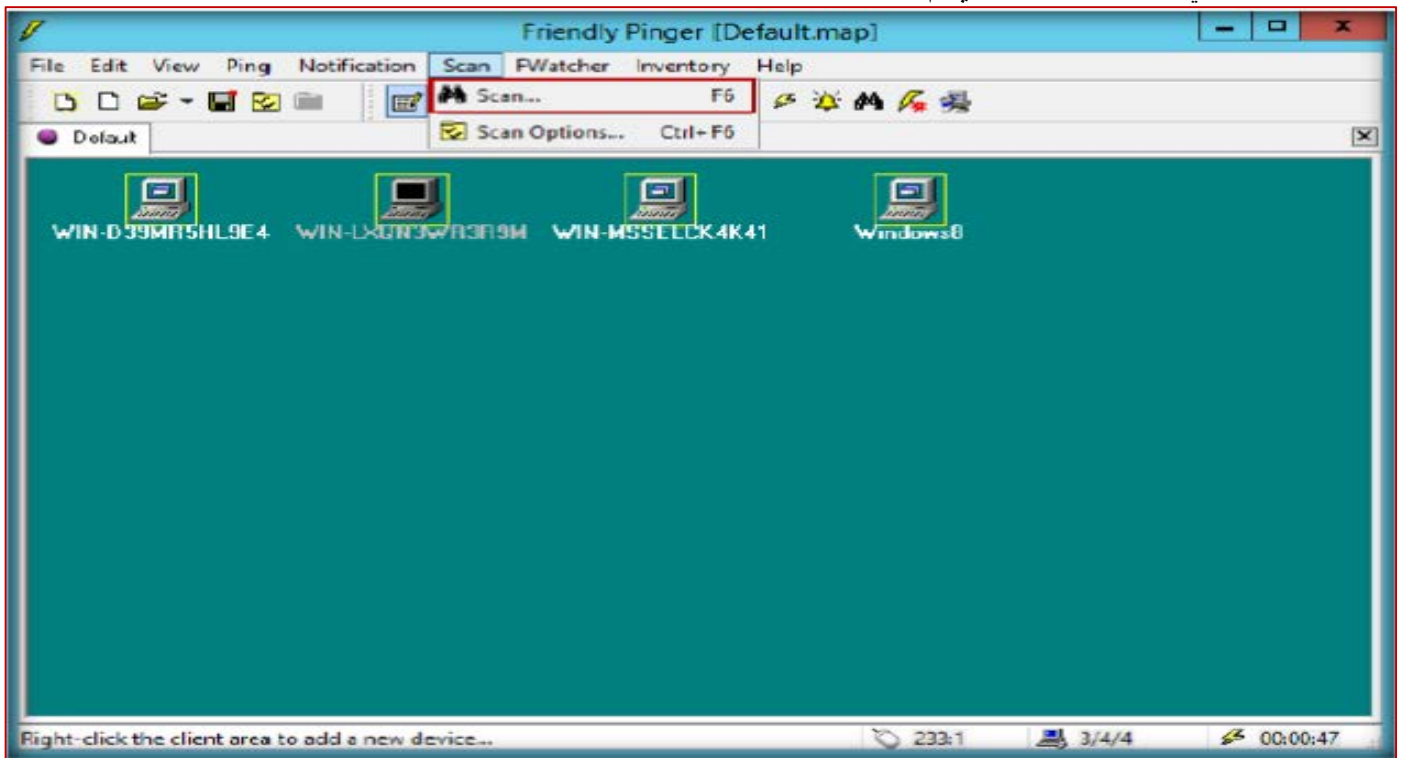 Friendly Pinger [Default.map]
File Edit View Ping Notification Scan FWatcher Inventory Help
Scan... F6
Scan Options... Ctrl+F6
Default
WIN-D39MR5HL9E4 WIN-MSSELCK4K41 Windows8
Right-click the client area to add a new device...
233:1 3/4/4 00:00:47